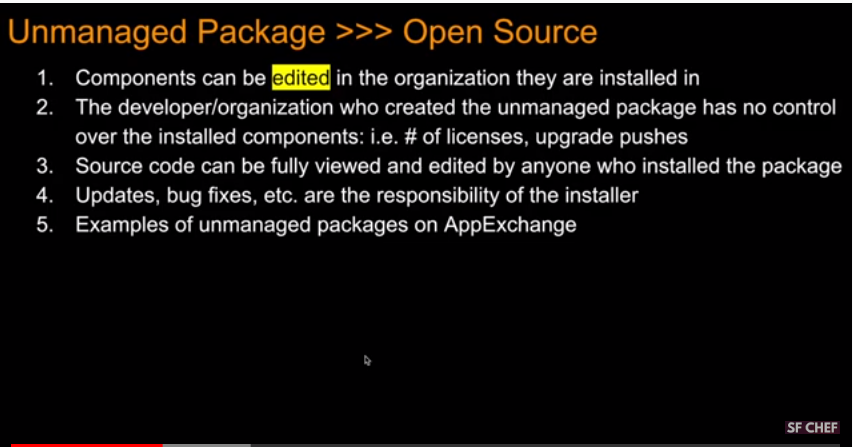 Unmanaged Package >>> Open Source
1. Components can be edited in the organization they are installed in
2. The developer/organization who created the unmanaged package has no control
over the installed components: i.e. # of licenses, upgrade pushes
3. Source code can be fully viewed and edited by anyone who installed the package
4. Updates, bug fixes, etc. are the responsibility of the installer
5. Examples of unmanaged packages on AppExchange
SF CHEF